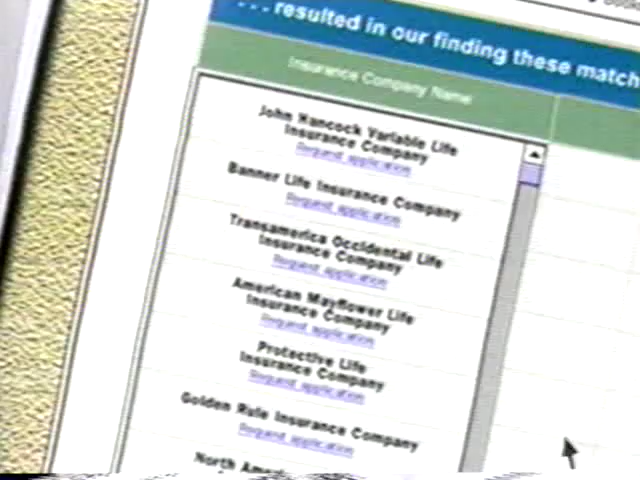 ...resulted in our finding these match
Insurance Company Name
John Hancock Variable Life
Insurance Company
Request application
Banner Life Insurance Company
Request application
Transamerica Occidental Life
Insurance Company
Request application
American Mayflower Life
Insurance Company
Request application
Protective Life
Insurance Company
Request application
Golden Rule Insurance Company
Request application
North Ame